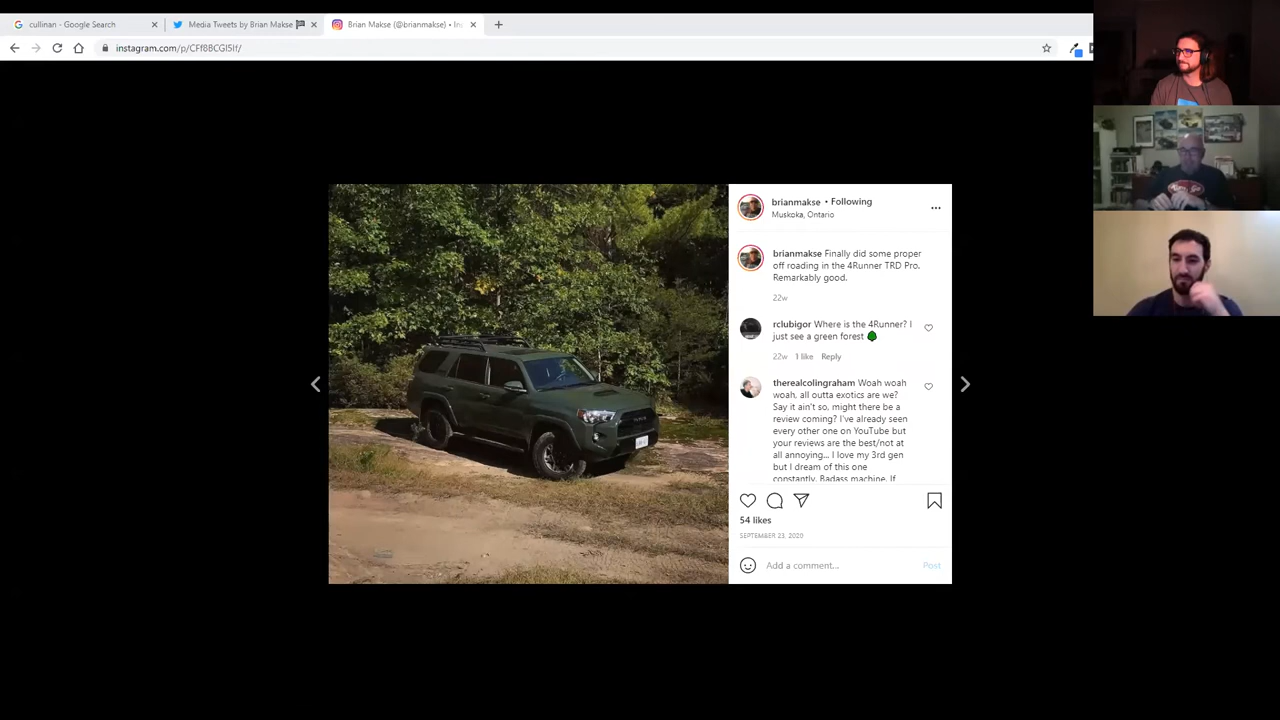 cullinan - Google Search
Media Tweets by Brian Makse
Brian Makse (@brianmakse) • In
instagram.com/p/CFf8BCGl5If/
brianmakse • Following
Muskoka, Ontario
brianmakse Finally did some proper
off roading in the 4Runner TRD Pro.
Remarkably good.
22w
rclubigor Where is the 4Runner? I
just see a green forest
22w 1 like Reply
therealcolingraham Woah woah
woah, all outta exotics are we?
Say it ain't so, might there be a
review coming? I've already seen
every other one on YouTube but
your reviews are the best/not at
all annoying... I love my 3rd gen
but I dream of this one
constantly. Badass machine. If
54 likes
SEPTEMBER 23, 2020
Add a comment... Post